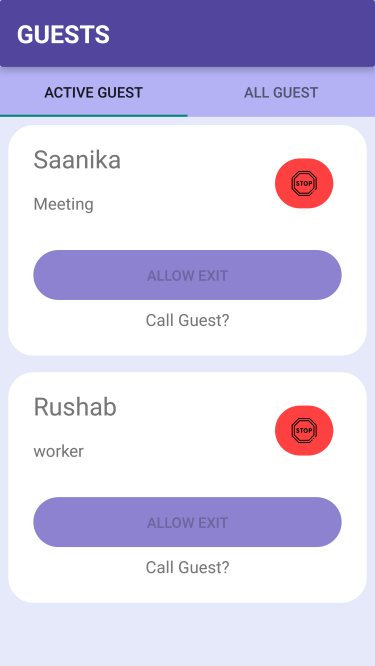 GUESTS
ACTIVE GUEST
ALL GUEST
Saanika
STOP
Meeting
ALLOW EXIT
Call Guest?
Rushab
STOP
worker
ALLOW EXIT
Call Guest?